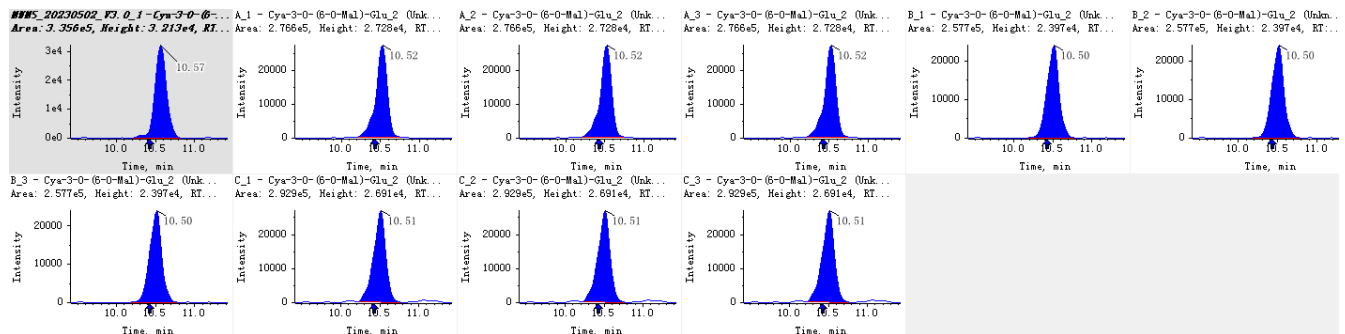 MWWS_20230502_V3.0_1 - Cya-3-O-(6-...
Area: 3.356e5, Height: 3.213e4, RT...
10.57
3e4
2e4
1e4
0e0
Intensity
10.0 10.5 11.0
Time, min
A_1 - Cya-3-O-(6-O-Mal)-Glu_2 (Unk...
Area: 2.766e5, Height: 2.728e4, RT...
10.52
20000
10000
0
Intensity
10.0 10.5 11.0
Time, min
A_2 - Cya-3-O-(6-O-Mal)-Glu_2 (Unk...
Area: 2.766e5, Height: 2.728e4, RT...
10.52
20000
10000
0
Intensity
10.0 10.5 11.0
Time, min
A_3 - Cya-3-O-(6-O-Mal)-Glu_2 (Unk...
Area: 2.766e5, Height: 2.728e4, RT...
10.52
20000
10000
0
Intensity
10.0 10.5 11.0
Time, min
B_1 - Cya-3-O-(6-O-Mal)-Glu_2 (Unk...
Area: 2.577e5, Height: 2.397e4, RT...
10.50
20000
10000
0
Intensity
10.0 10.5 11.0
Time, min
B_2 - Cya-3-O-(6-O-Mal)-Glu_2 (Unkn...
Area: 2.577e5, Height: 2.397e4, RT...
10.50
20000
10000
0
Intensity
10.0 10.5 11.0
Time, min
B_3 - Cya-3-O-(6-O-Mal)-Glu_2 (Unk...
Area: 2.577e5, Height: 2.397e4, RT...
10.50
20000
10000
0
Intensity
10.0 10.5 11.0
Time, min
C_1 - Cya-3-O-(6-O-Mal)-Glu_2 (Unk...
Area: 2.929e5, Height: 2.691e4, RT...
10.51
20000
10000
0
Intensity
10.0 10.5 11.0
Time, min
C_2 - Cya-3-O-(6-O-Mal)-Glu_2 (Unk...
Area: 2.929e5, Height: 2.691e4, RT...
10.51
20000
10000
0
Intensity
10.0 10.5 11.0
Time, min
C_3 - Cya-3-O-(6-O-Mal)-Glu_2 (Unk...
Area: 2.929e5, Height: 2.691e4, RT...
10.51
20000
10000
0
Intensity
10.0 10.5 11.0
Time, min